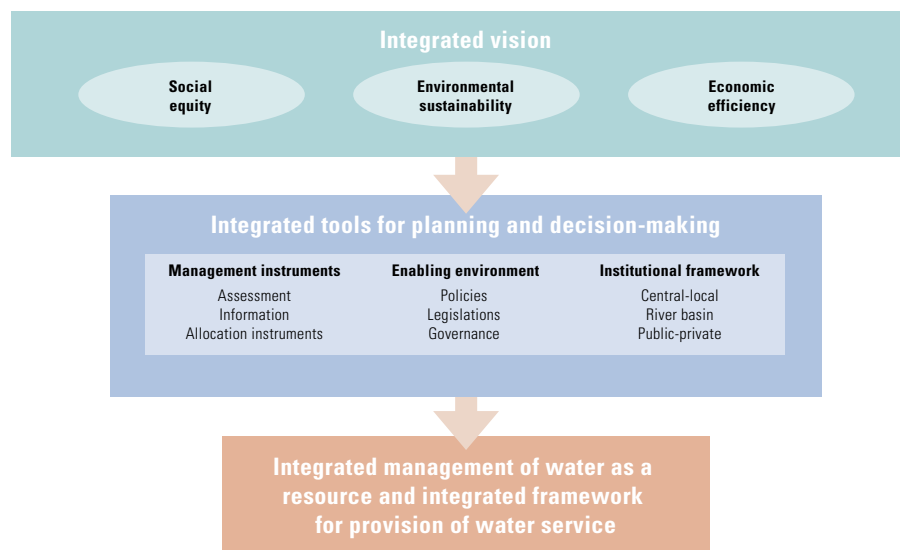 Integrated vision
Social
equity
Environmental
sustainability
Economic
efficiency
Integrated tools for planning and decision-making
Management instruments
Assessment
Information
Allocation instruments
Enabling environment
Policies
Legislations
Governance
Institutional framework
Central-local
River basin
Public-private
Integrated management of water as a
resource and integrated framework
for provision of water service